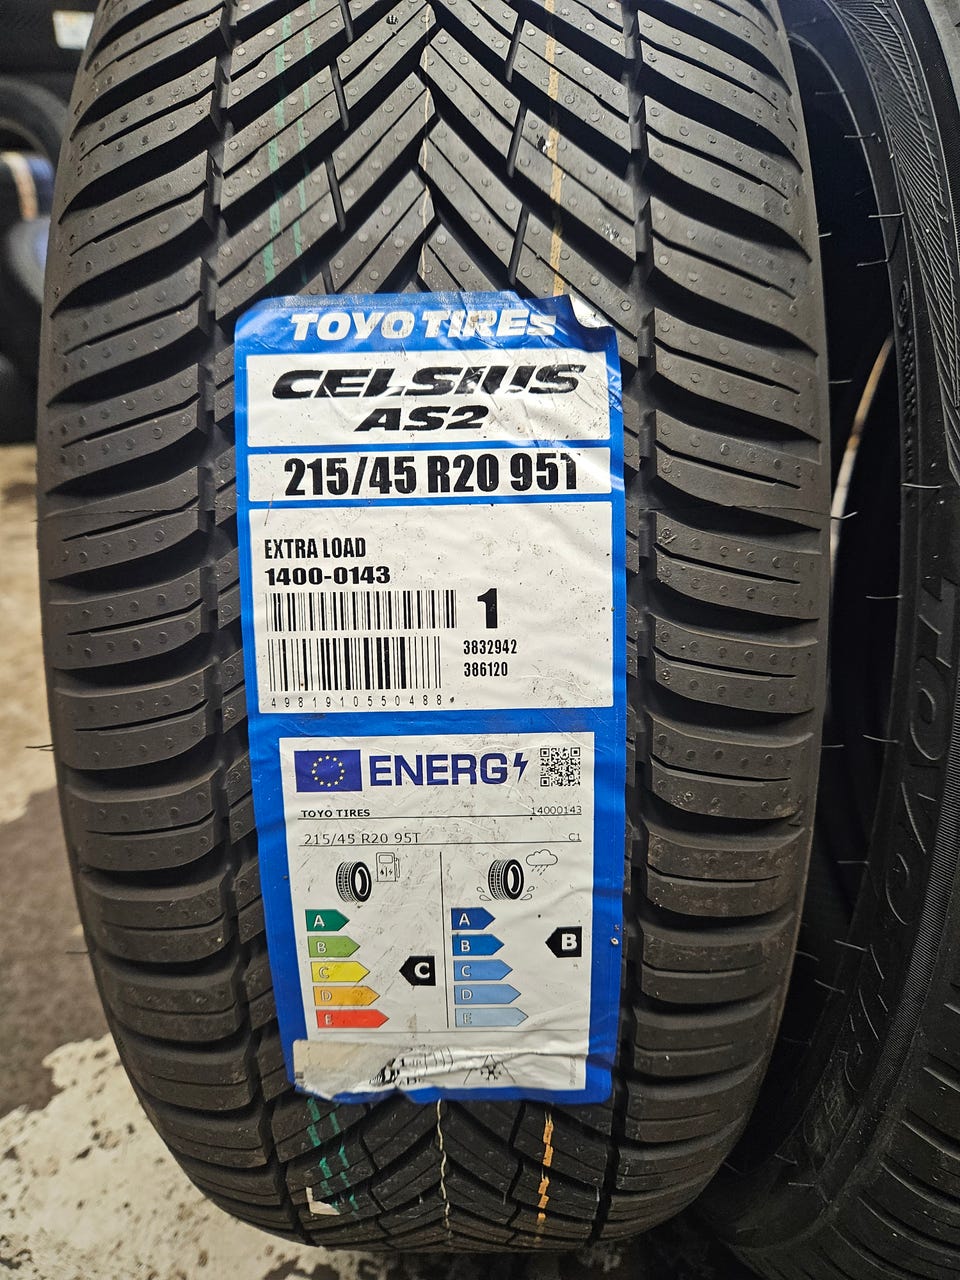 TOYO TIRES
CELSIUS
AS2
215/45 R20 95T
EXTRA LOAD
1400-0143
1
3832942
386120
4981910550488
ENERG
TOYO TIRES 14000143
215/45 R20 95T C1
A A
B B B
C C C
D D
E E
TOYO